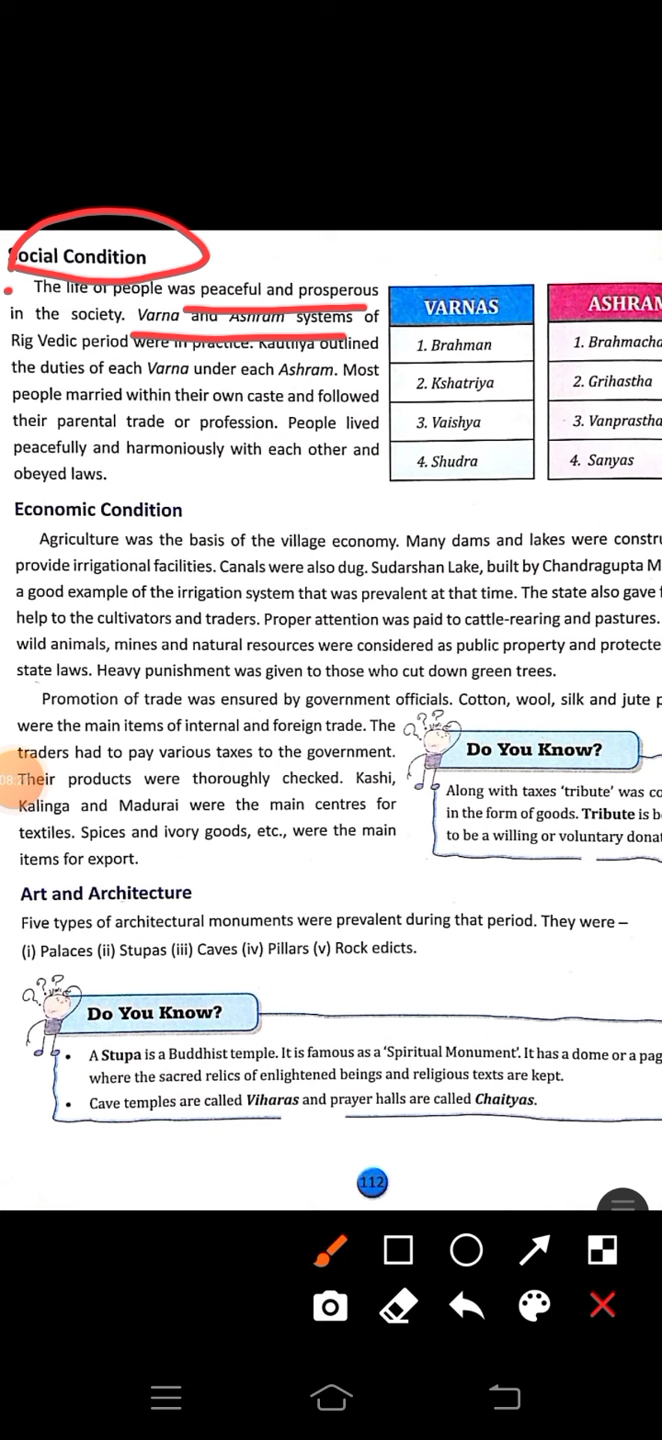 Social Condition
The life of people was peaceful and prosperous
in the society. Varna and Ashram systems of
Rig Vedic period were in practice. Kautilya outlined
the duties of each Varna under each Ashram. Most
people married within their own caste and followed
their parental trade or profession. People lived
peacefully and harmoniously with each other and
obeyed laws.
VARNAS
1. Brahman
2. Kshatriya
3. Vaishya
4. Shudra
ASHRAM
1. Brahmacha
2. Grihastha
3. Vanprastha
4. Sanyas
Economic Condition
Agriculture was the basis of the village economy. Many dams and lakes were constru
provide irrigational facilities. Canals were also dug. Sudarshan Lake, built by Chandragupta M
a good example of the irrigation system that was prevalent at that time. The state also gave f
help to the cultivators and traders. Proper attention was paid to cattle-rearing and pastures.
wild animals, mines and natural resources were considered as public property and protecte
state laws. Heavy punishment was given to those who cut down green trees.
Promotion of trade was ensured by government officials. Cotton, wool, silk and jute p
were the main items of internal and foreign trade. The
traders had to pay various taxes to the government.
Their products were thoroughly checked. Kashi,
Kalinga and Madurai were the main centres for
textiles. Spices and ivory goods, etc., were the main
items for export.
Do You Know?
Along with taxes ‘tribute’ was co
in the form of goods. Tribute is b
to be a willing or voluntary dona
Art and Architecture
Five types of architectural monuments were prevalent during that period. They were –
(i) Palaces (ii) Stupas (iii) Caves (iv) Pillars (v) Rock edicts.
Do You Know?
• A Stupa is a Buddhist temple. It is famous as a ‘Spiritual Monument’. It has a dome or a pag
where the sacred relics of enlightened beings and religious texts are kept.
• Cave temples are called Viharas and prayer halls are called Chaityas.
112